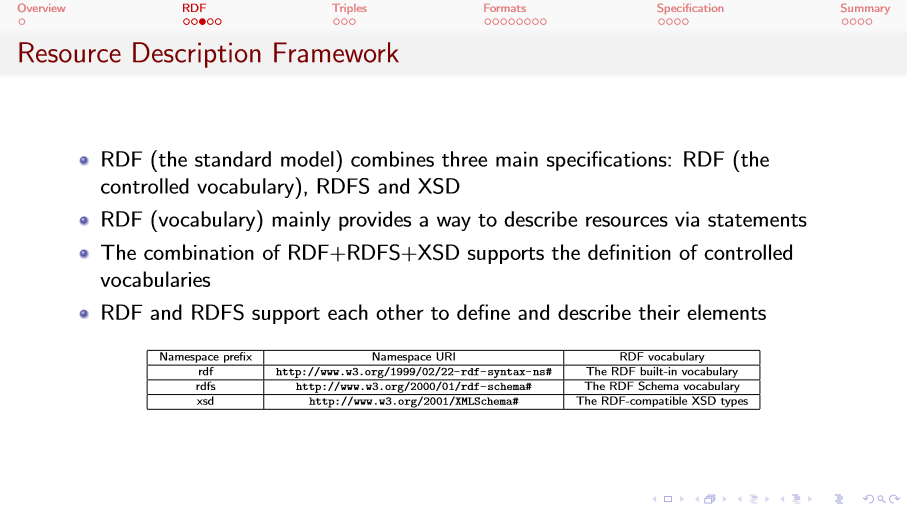 Overview RDF Triples Formats Specification Summary
Resource Description Framework
RDF (the standard model) combines three main specifications: RDF (the
controlled vocabulary), RDFS and XSD
RDF (vocabulary) mainly provides a way to describe resources via statements
The combination of RDF+RDFS+XSD supports the definition of controlled
vocabularies
RDF and RDFS support each other to define and describe their elements
Namespace prefix Namespace URI RDF vocabulary
rdf http://www.w3.org/1999/02/22-rdf-syntax-ns# The RDF built-in vocabulary
rdfs http://www.w3.org/2000/01/rdf-schema# The RDF Schema vocabulary
xsd http://www.w3.org/2001/XMLSchema# The RDF-compatible XSD types